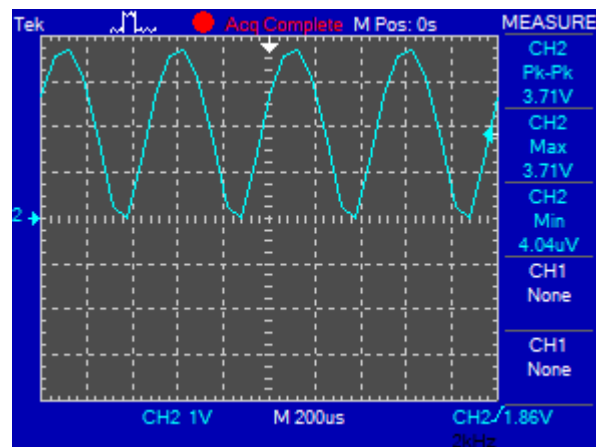 Tek Acq Complete M Pos: 0s MEASURE
CH2
Pk-Pk
3.71V
CH2
Max
3.71V
CH2
Min
4.04uV
CH1
None
CH1
None
2
CH2 1V M 200us CH2 1.86V
2kHz